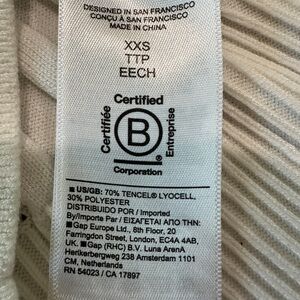 DESIGNED IN SAN FRANCISCO
CONÇU À SAN FRANCISCO
MADE IN CHINA
XXS
TTP
EECH
Certified
Certifiée
B
®
Entreprise
Corporation
■ US/GB: 70% TENCEL® LYOCELL,
30% POLYESTER
DISTRIBUIDO POR / Imported
By/Importe Par / ΕΙΣΑΓΕΤΑΙ ΑΠΟ ΤΗΝ:
■ Gap Europe Ltd., 6th Floor, 20
Farringdon Street, London, EC4A 4AB,
UK. ■ Gap (RHC) B.V. Luna ArenA
Herikerbergweg 238 Amsterdam 1101
CM, Netherlands
RN 54023 / CA 17897